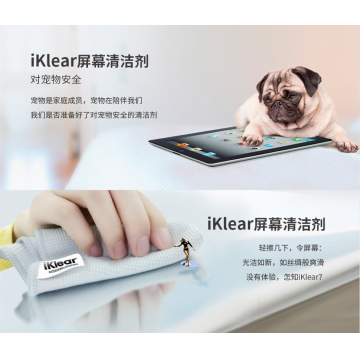 iKlear屏幕清洁剂
对宠物安全
宠物是家庭成员，宠物在陪伴我们
我们是否准备好了对宠物安全的清洁剂
iKlear屏幕清洁剂
轻擦几下，令屏幕：
光洁如新，如丝绸般爽滑
没有体验，怎知iKlear？
iKlear